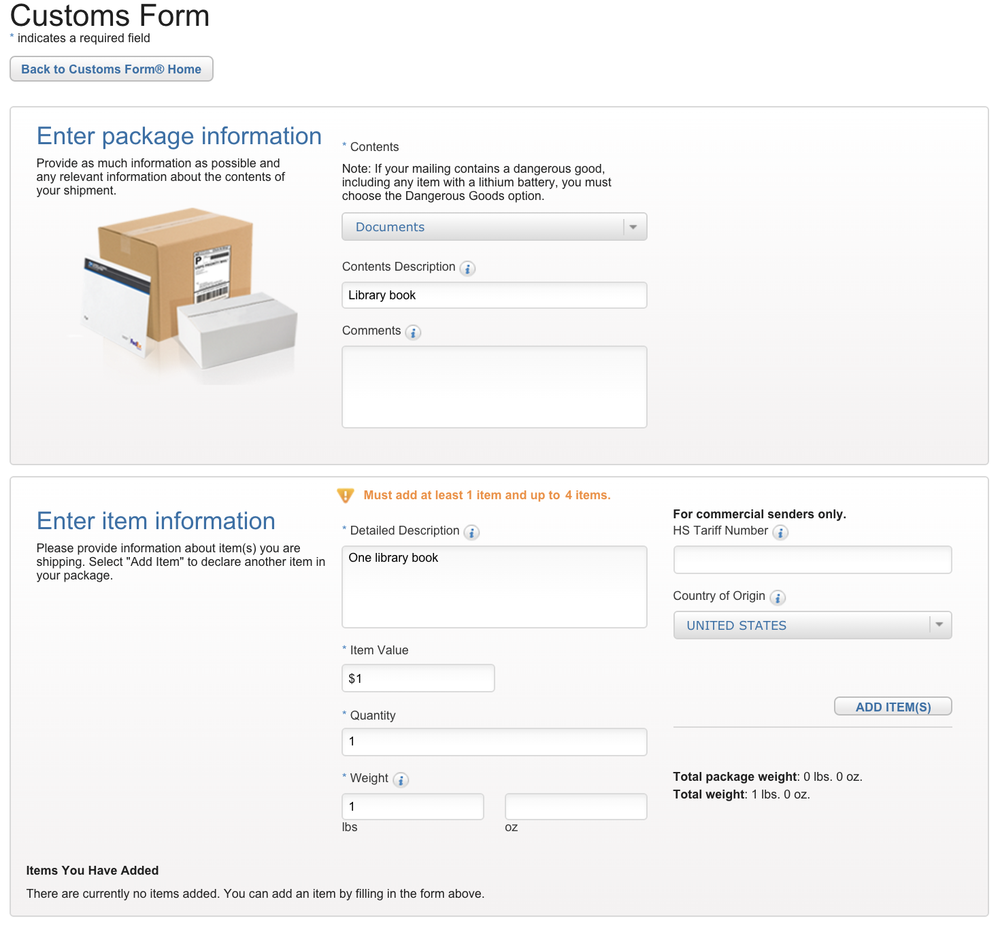 Customs Form
* indicates a required field
Back to Customs Form® Home
Enter package information
Provide as much information as possible and
any relevant information about the contents of
your shipment.
P
FedEx
* Contents
Note: If your mailing contains a dangerous good,
including any item with a lithium battery, you must
choose the Dangerous Goods option.
Documents
Contents Description
Library book
Comments
Enter item information
Please provide information about item(s) you are
shipping. Select "Add Item" to declare another item in
your package.
Must add at least 1 item and up to 4 items.
* Detailed Description
One library book
* Item Value
$1
* Quantity
1
* Weight
1
lbs
oz
For commercial senders only.
HS Tariff Number
Country of Origin
UNITED STATES
ADD ITEM(S)
Total package weight: 0 lbs. 0 oz.
Total weight: 1 lbs. 0 oz.
Items You Have Added
There are currently no items added. You can add an item by filling in the form above.